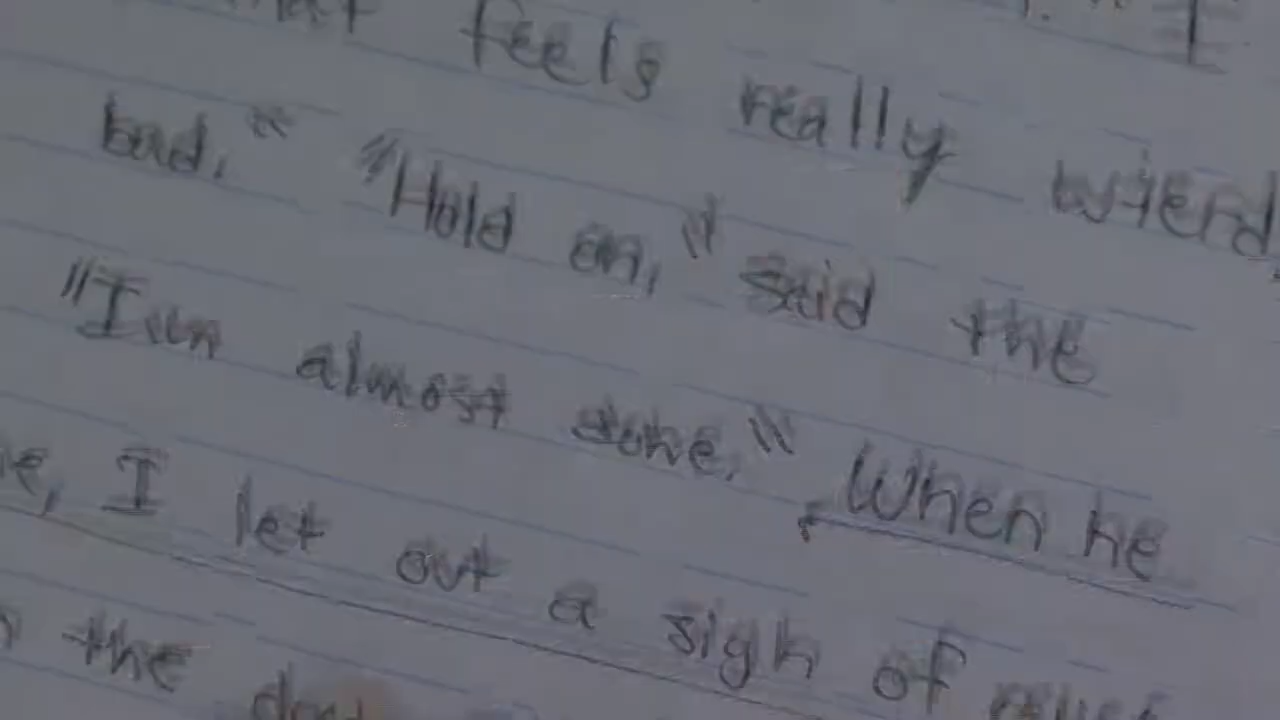 feels really wierd
bad." "Hold on," said the
"I'm almost done." When he
I let out a sigh of
the